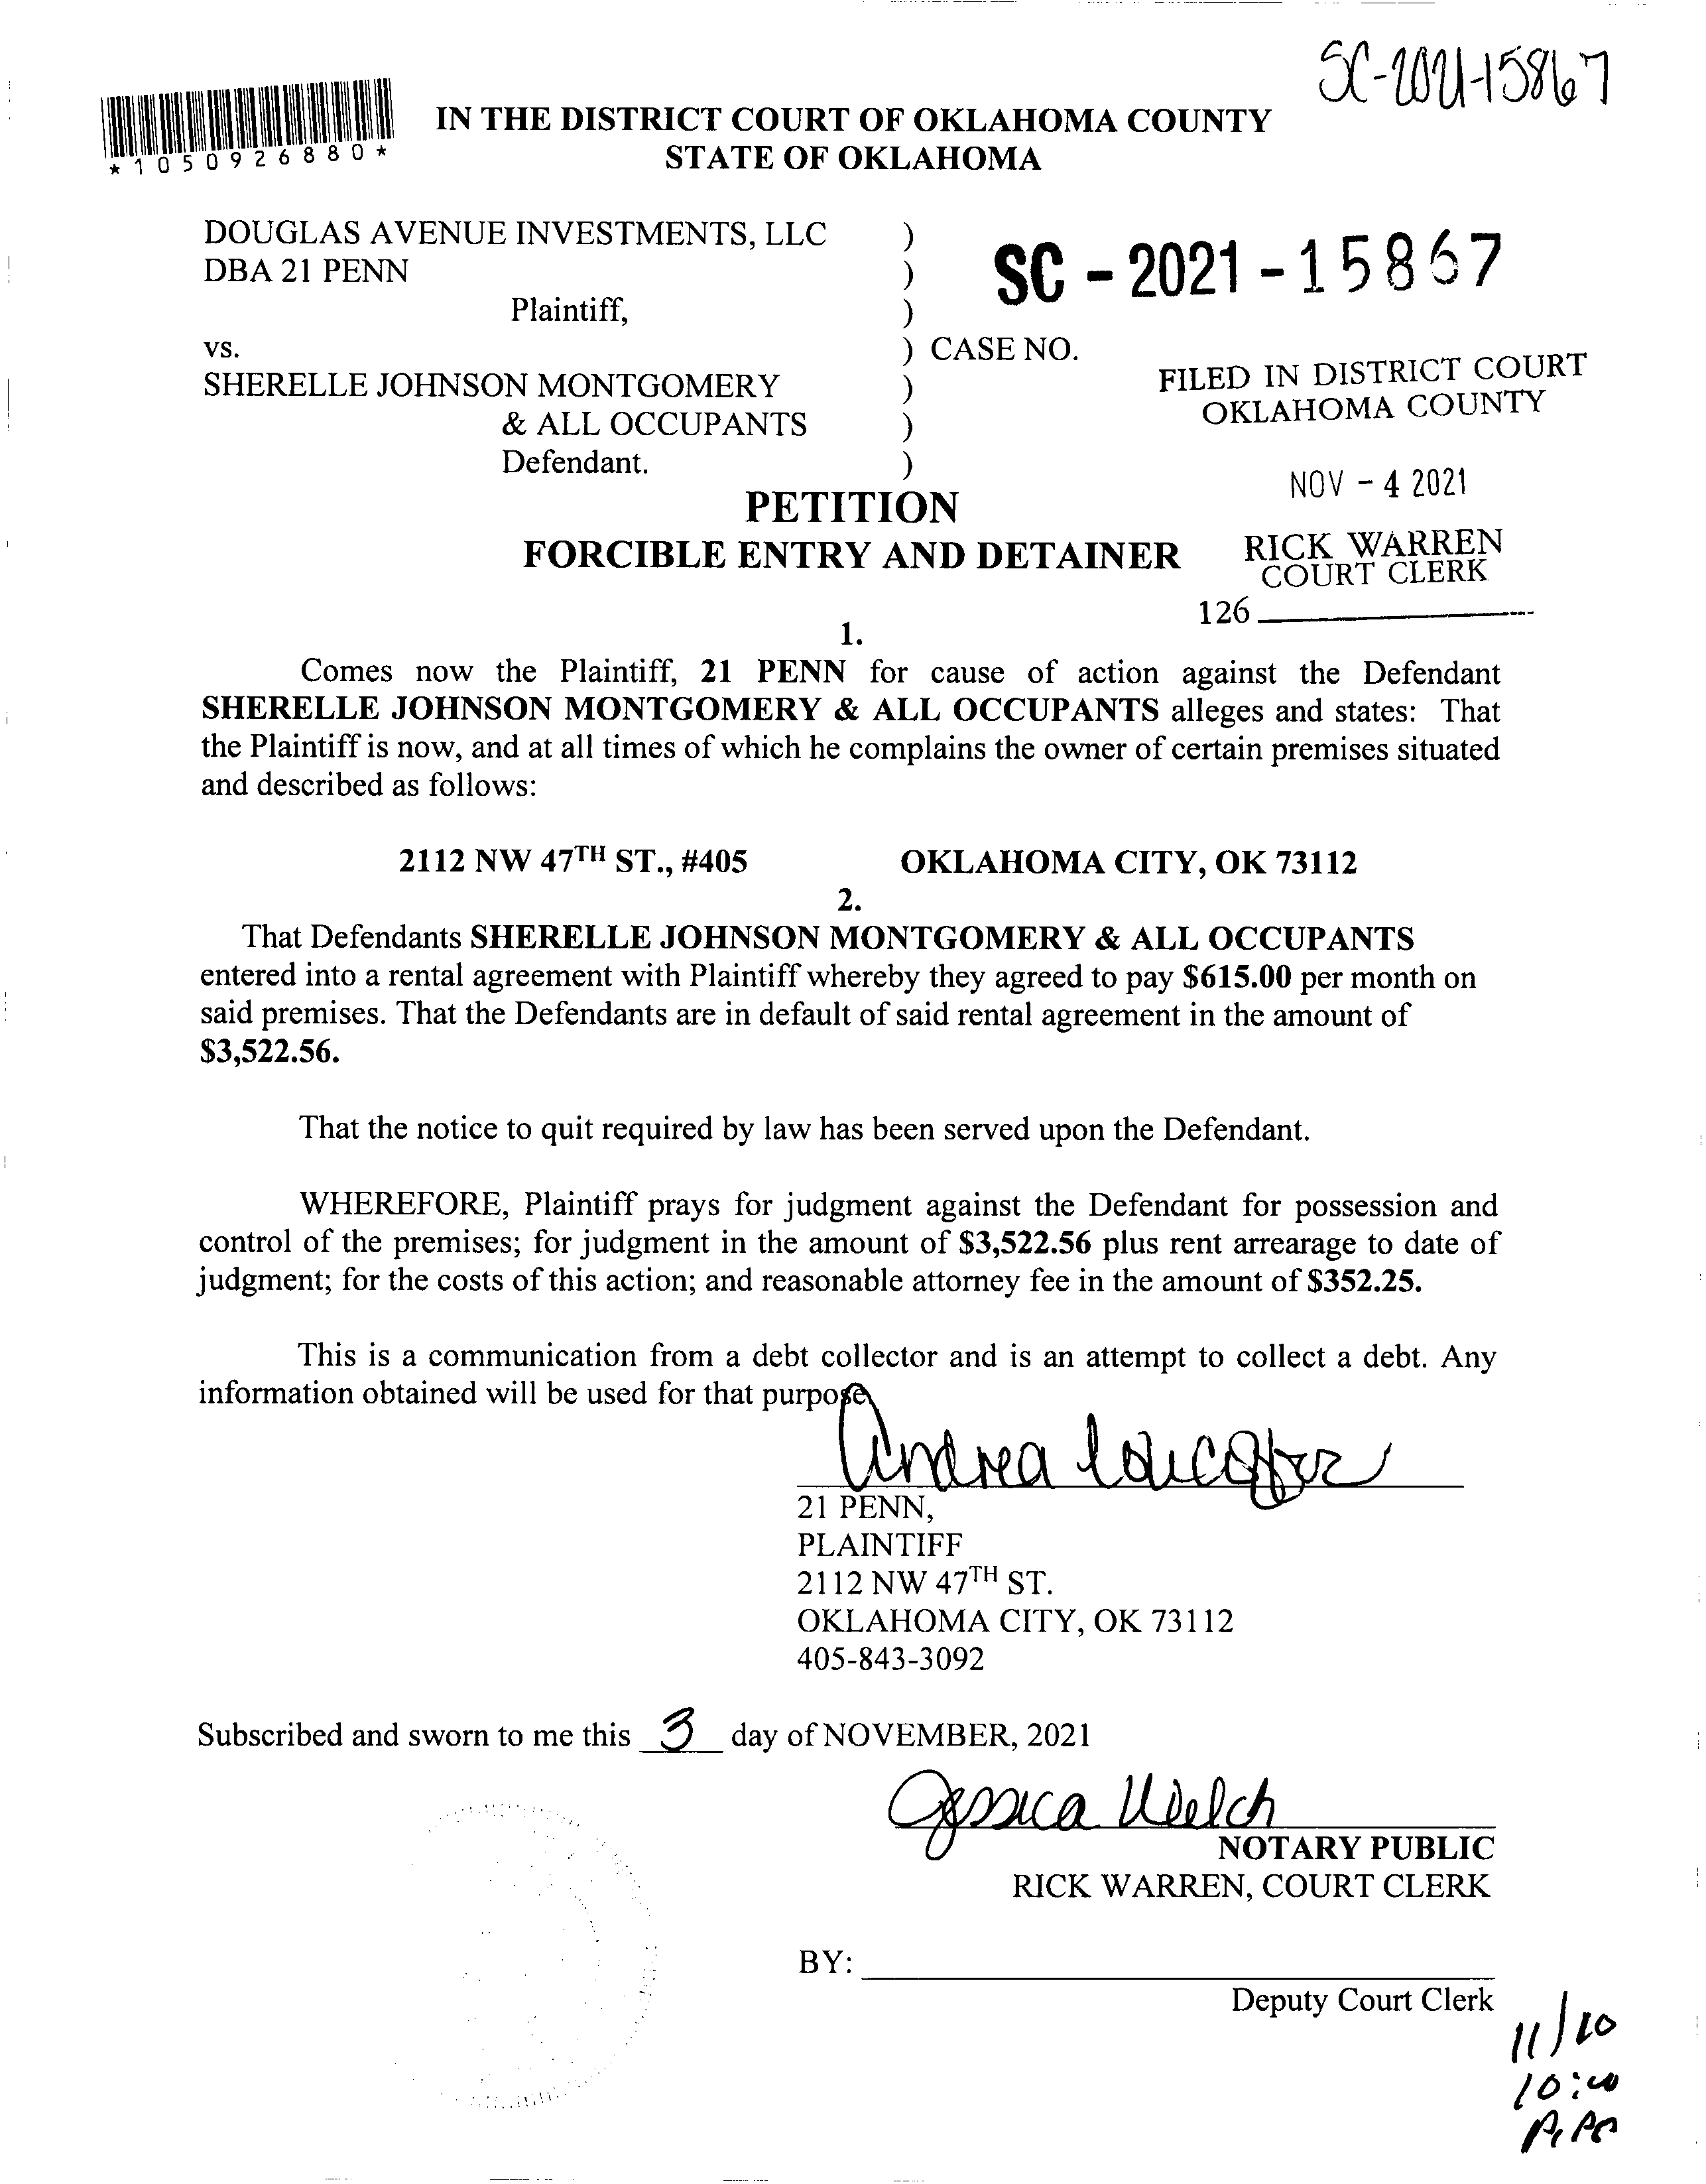 SC-2021-15867
*1050926880*
IN THE DISTRICT COURT OF OKLAHOMA COUNTY
STATE OF OKLAHOMA
DOUGLAS AVENUE INVESTMENTS, LLC )
DBA 21 PENN )
Plaintiff, )
SC - 2021 - 15867
vs. ) CASE NO.
SHERELLE JOHNSON MONTGOMERY )
& ALL OCCUPANTS )
Defendant. )
FILED IN DISTRICT COURT
OKLAHOMA COUNTY
NOV - 4 2021
RICK WARREN
COURT CLERK
126
PETITION
FORCIBLE ENTRY AND DETAINER
1.
Comes now the Plaintiff, 21 PENN for cause of action against the Defendant
SHERELLE JOHNSON MONTGOMERY & ALL OCCUPANTS alleges and states: That
the Plaintiff is now, and at all times of which he complains the owner of certain premises situated
and described as follows:
2112 NW 47TH ST., #405 OKLAHOMA CITY, OK 73112
2.
That Defendants SHERELLE JOHNSON MONTGOMERY & ALL OCCUPANTS
entered into a rental agreement with Plaintiff whereby they agreed to pay $615.00 per month on
said premises. That the Defendants are in default of said rental agreement in the amount of
$3,522.56.
That the notice to quit required by law has been served upon the Defendant.
WHEREFORE, Plaintiff prays for judgment against the Defendant for possession and
control of the premises; for judgment in the amount of $3,522.56 plus rent arrearage to date of
judgment; for the costs of this action; and reasonable attorney fee in the amount of $352.25.
This is a communication from a debt collector and is an attempt to collect a debt. Any
information obtained will be used for that purpose
Andrea
21 PENN,
PLAINTIFF
2112 NW 47TH ST.
OKLAHOMA CITY, OK 73112
405-843-3092
Subscribed and sworn to me this 3 day of NOVEMBER, 2021
Jessica Welch
NOTARY PUBLIC
RICK WARREN, COURT CLERK
BY:
Deputy Court Clerk
11/10
10:00